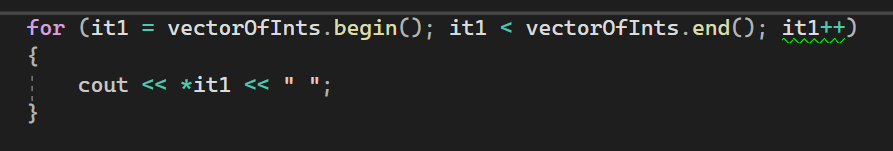 for (it1 = vectorOfInts.begin(); it1 < vectorOfInts.end(); it1++)
{
    cout << *it1 << " ";
}